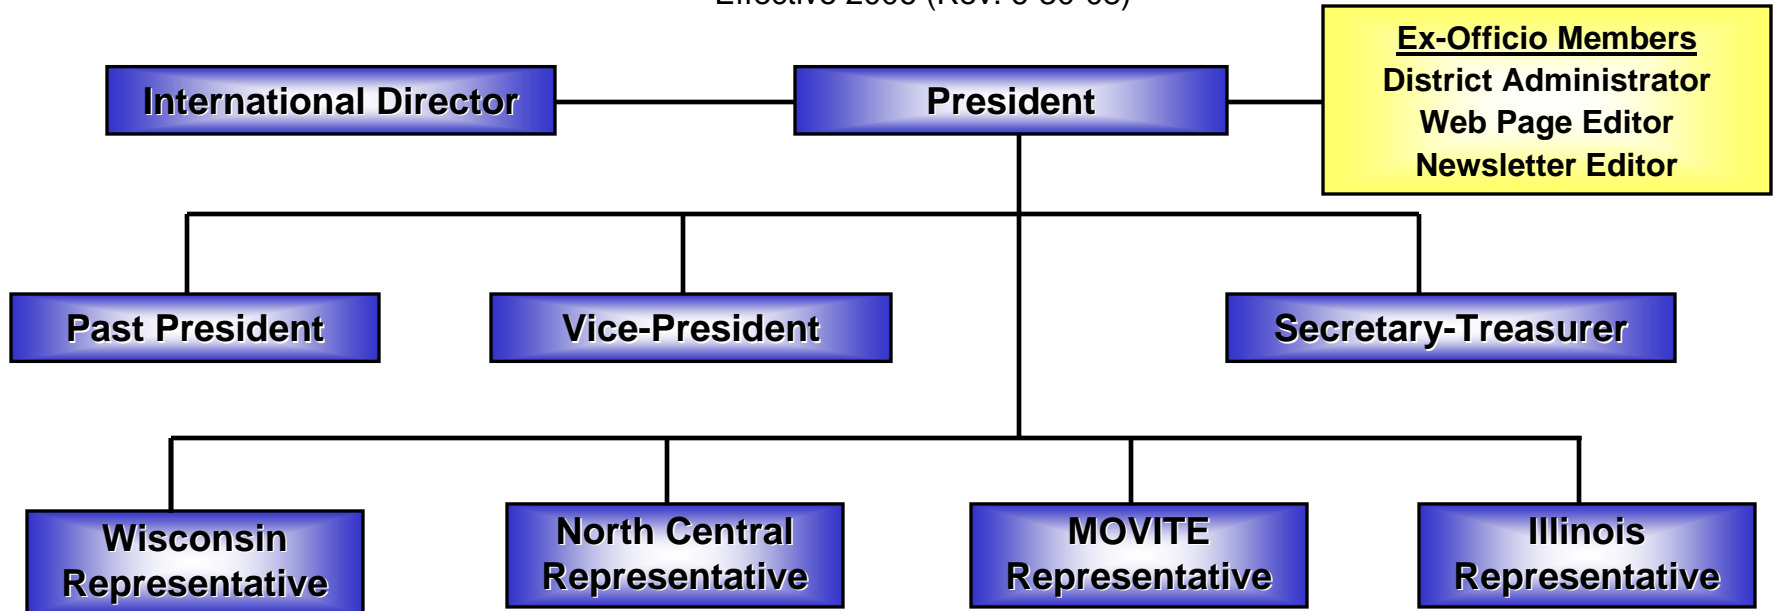 International Director
President
Ex-Officio Members
District Administrator
Web Page Editor
Newsletter Editor
Past President
Vice-President
Secretary-Treasurer
Wisconsin
Representative
North Central
Representative
MOVITE
Representative
Illinois
Representative